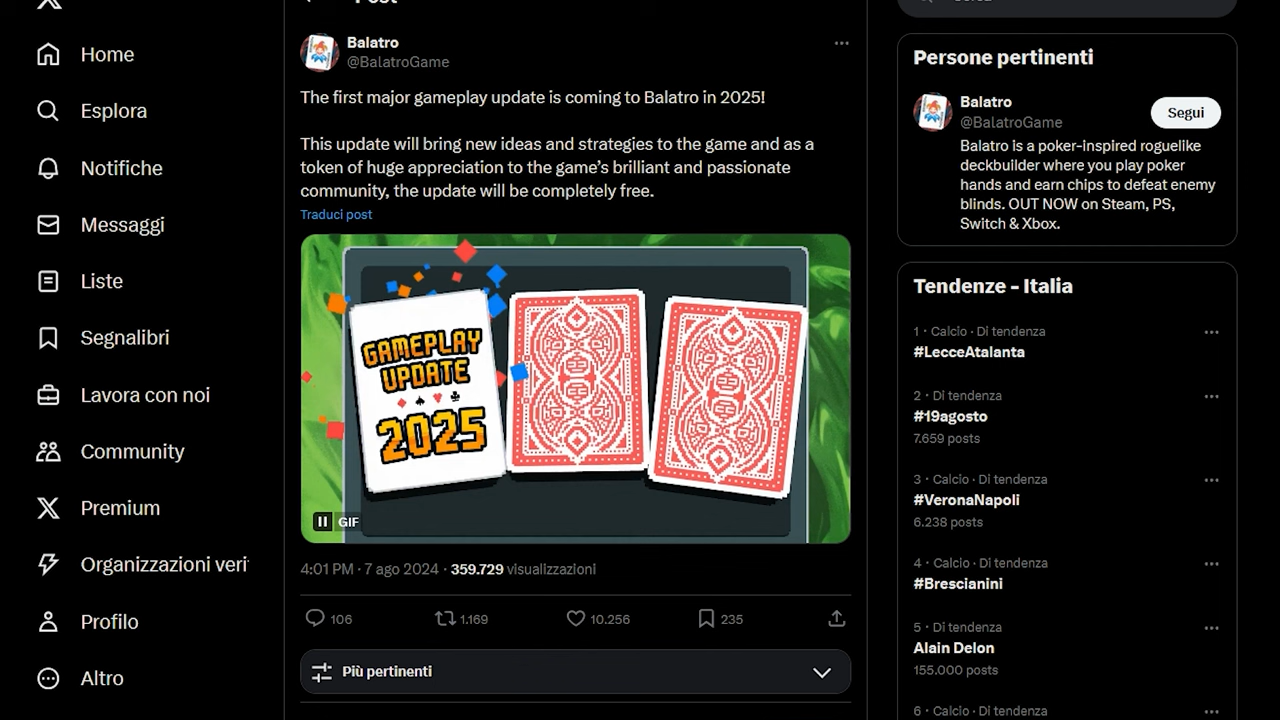 Post
Home
Esplora
Notifiche
Messaggi
Liste
Segnalibri
Lavora con noi
Community
Premium
Organizzazioni veri
Profilo
Altro
Balatro
@BalatroGame
The first major gameplay update is coming to Balatro in 2025!
This update will bring new ideas and strategies to the game and as a
token of huge appreciation to the game’s brilliant and passionate
community, the update will be completely free.
Traduci post
GAMEPLAY
UPDATE
2025
GIF
4:01 PM · 7 ago 2024 · 359.729 visualizzazioni
106
1.169
10.256
235
Più pertinenti
Persone pertinenti
Balatro
@BalatroGame
Segui
Balatro is a poker-inspired roguelike
deckbuilder where you play poker
hands and earn chips to defeat enemy
blinds. OUT NOW on Steam, PS,
Switch & Xbox.
Tendenze - Italia
1 · Calcio · Di tendenza
#LecceAtalanta
2 · Di tendenza
#19agosto
7.659 posts
3 · Calcio · Di tendenza
#VeronaNapoli
6.238 posts
4 · Calcio · Di tendenza
#Brescianini
5 · Di tendenza
Alain Delon
155.000 posts
6 · Calcio · Di tendenza